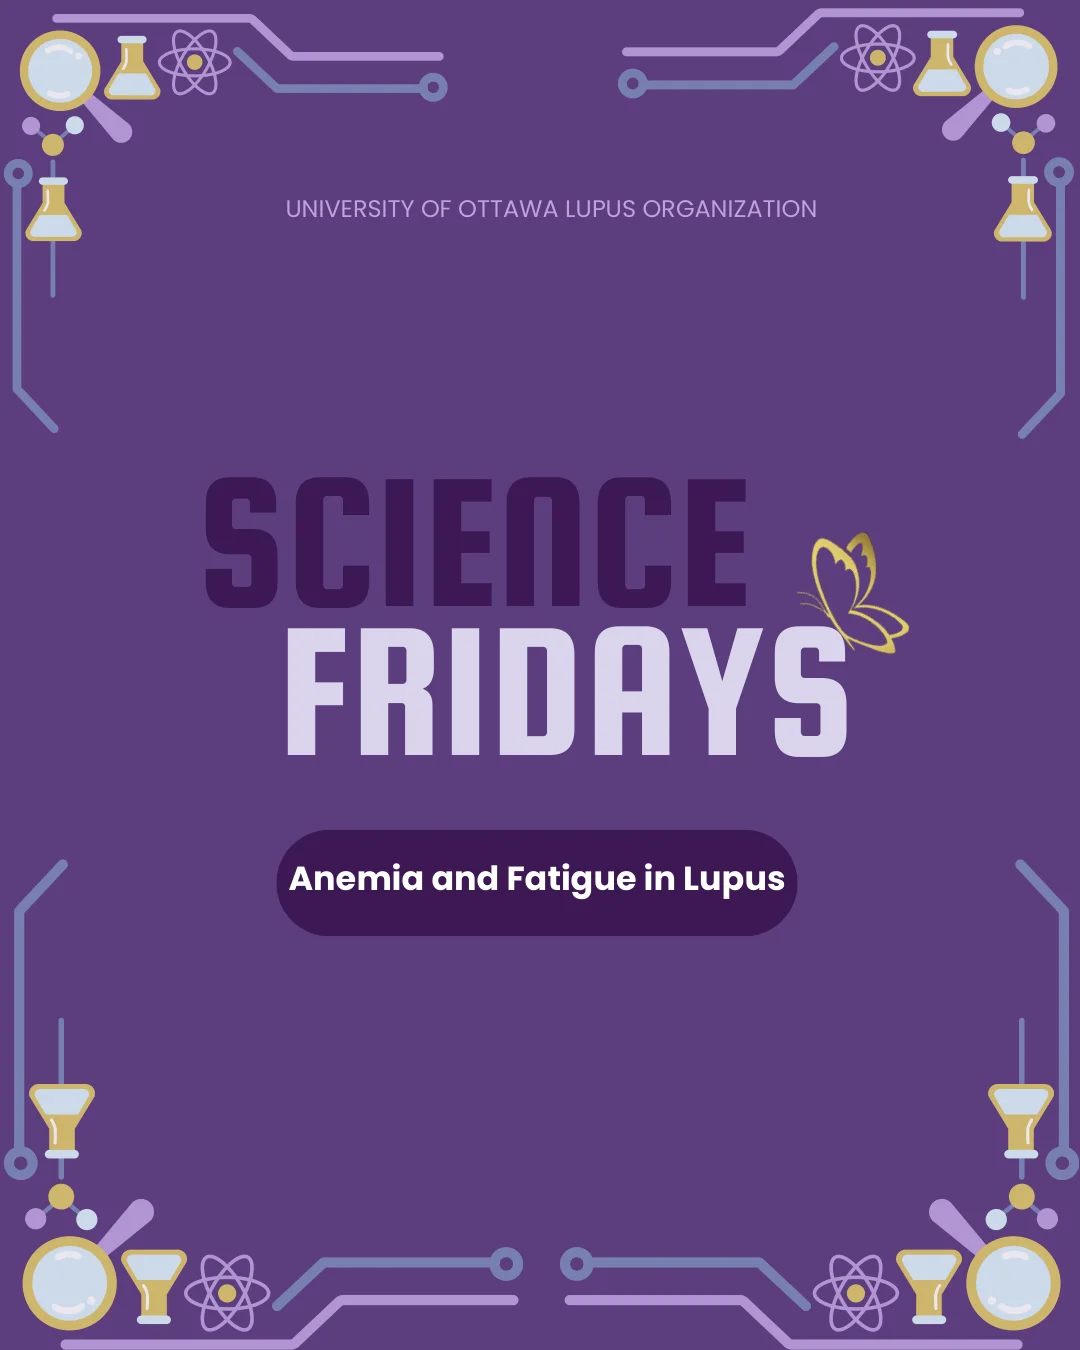 UNIVERSITY OF OTTAWA LUPUS ORGANIZATION
SCIENCE
FRIDAYS
Anemia and Fatigue in Lupus